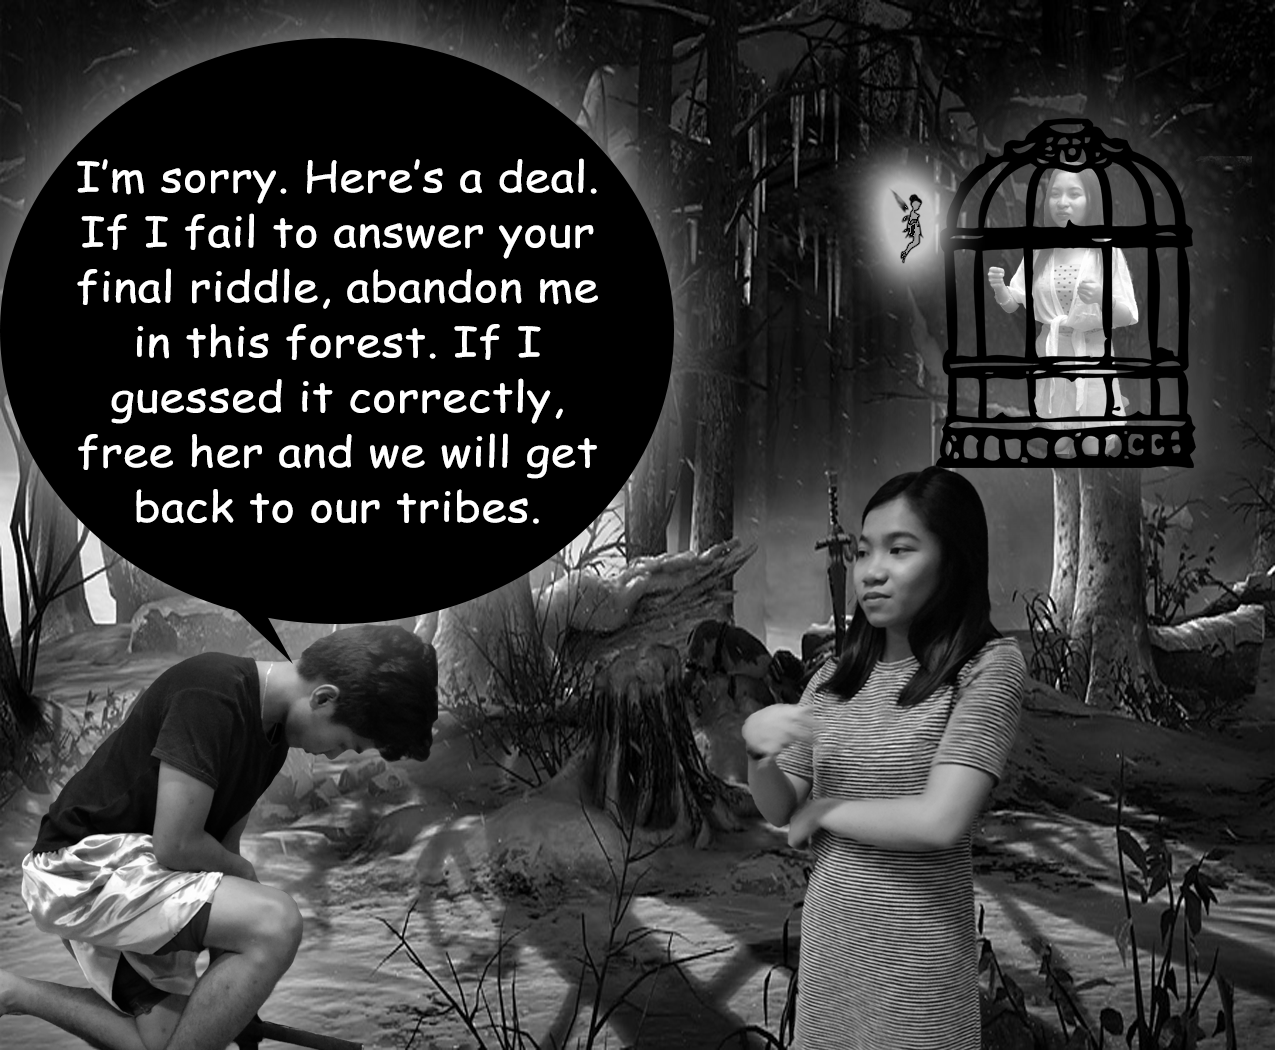 I'm sorry. Here's a deal.
If I fail to answer your
final riddle, abandon me
in this forest. If I
guessed it correctly,
free her and we will get
back to our tribes.